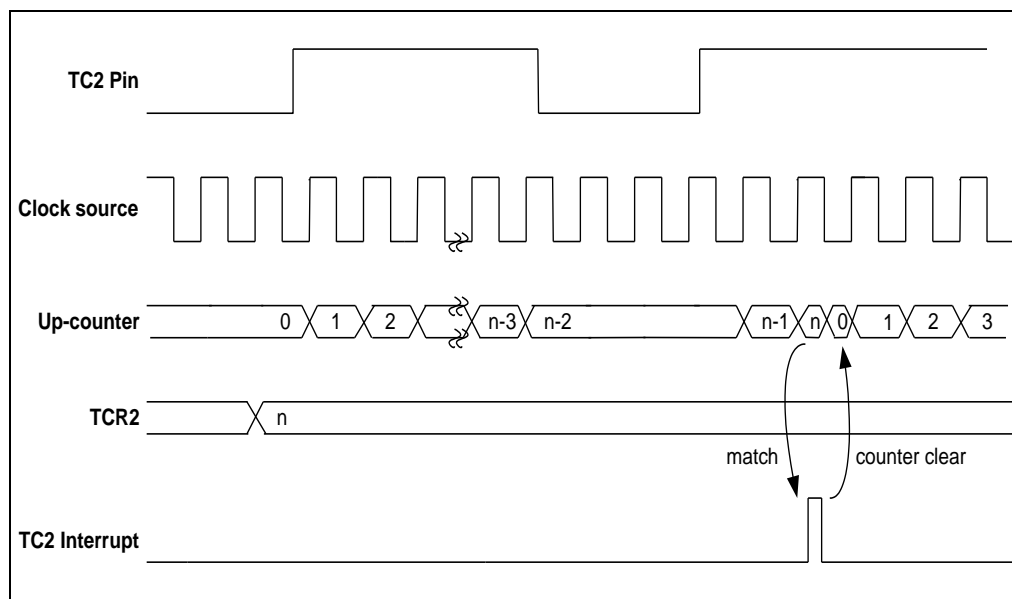 TC2 Pin
Clock source
Up-counter 0 1 2 n-3 n-2 n-1 n 0 1 2 3
TCR2 n
match counter clear
TC2 Interrupt